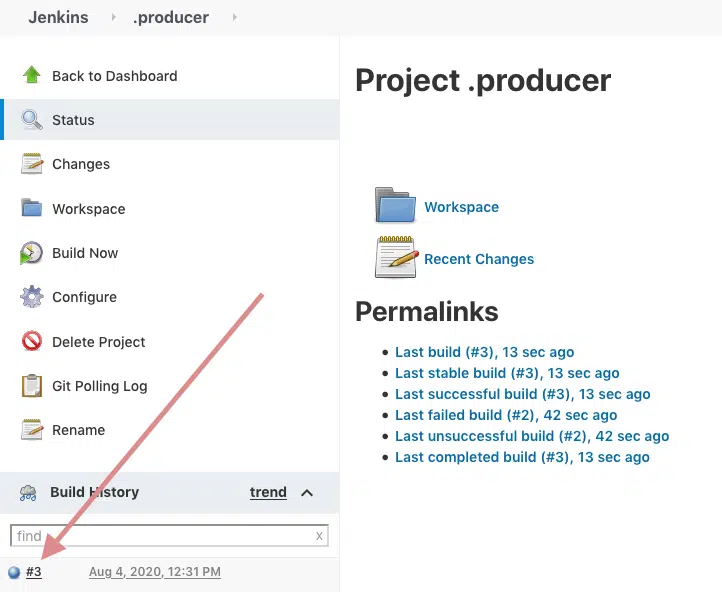 Jenkins .producer
Back to Dashboard
Status
Changes
Workspace
Build Now
Configure
Delete Project
Git Polling Log
Rename
Build History trend
find x
#3 Aug 4, 2020, 12:31 PM
Project .producer
Workspace
Recent Changes
Permalinks
Last build (#3), 13 sec ago
Last stable build (#3), 13 sec ago
Last successful build (#3), 13 sec ago
Last failed build (#2), 42 sec ago
Last unsuccessful build (#2), 42 sec ago
Last completed build (#3), 13 sec ago